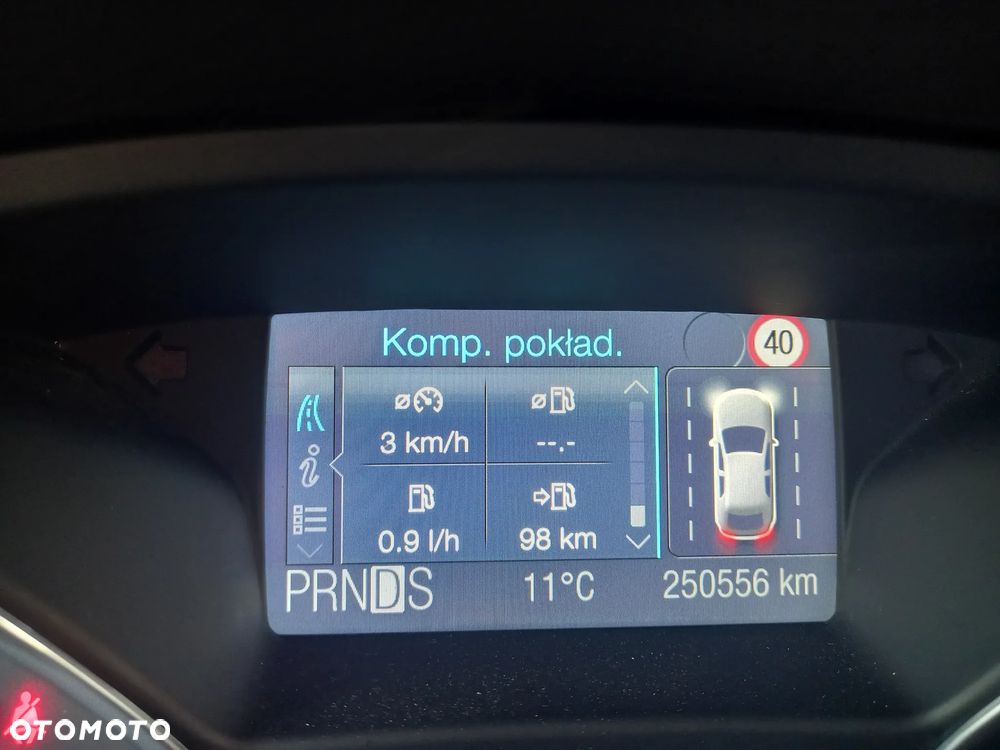 Komp. pokład.
40
ø ø
3 km/h --.-
0.9 l/h 98 km
PRNDS 11°C 250556 km
OTOMOTO